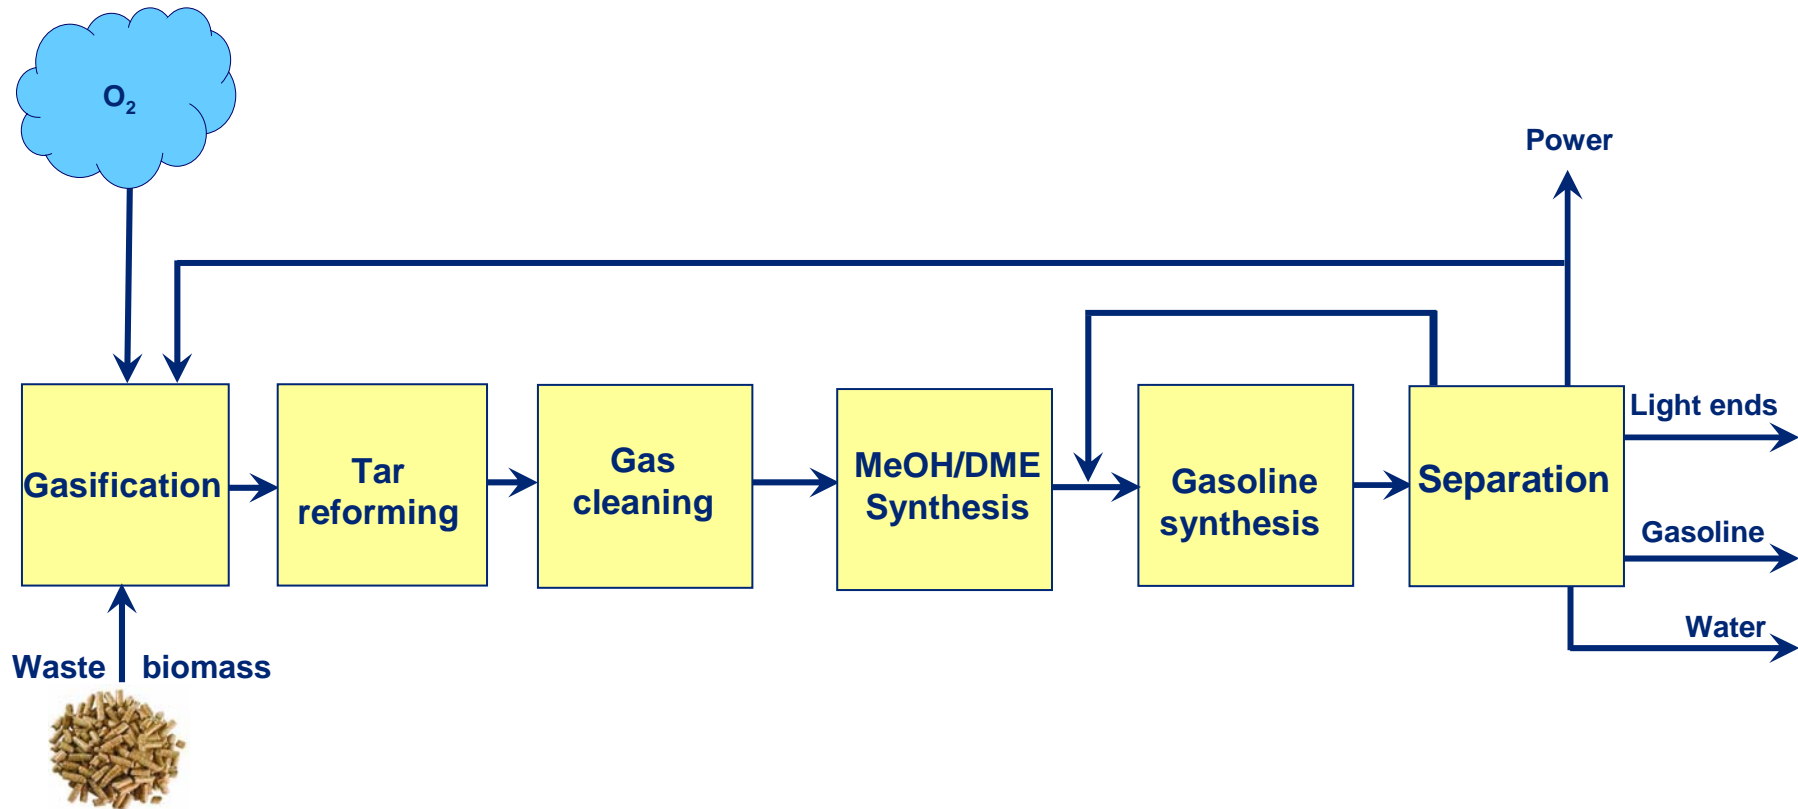 O₂
Power
Light ends
Gasification
Tar
reforming
Gas
cleaning
MeOH/DME
Synthesis
Gasoline
synthesis
Separation
Gasoline
Water
Waste biomass